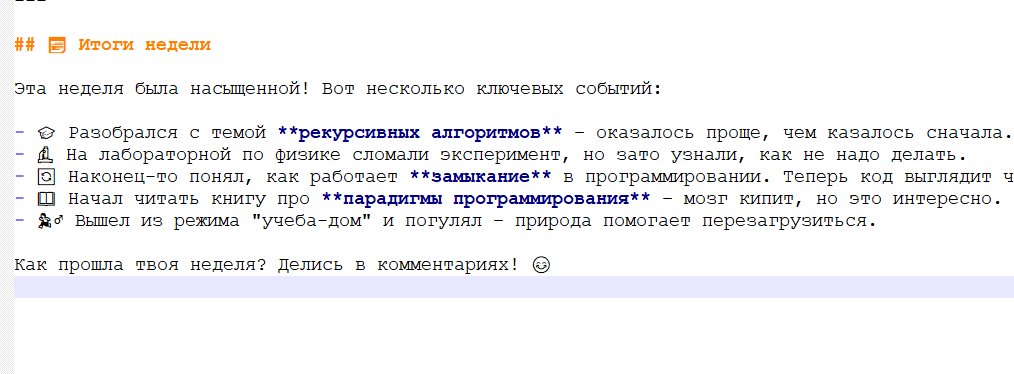 ## 🗓 Итоги недели
Эта неделя была насыщенной! Вот несколько ключевых событий:
- 🎓 Разобрался с темой **рекурсивных алгоритмов** – оказалось проще, чем казалось сначала.
- 🔬 На лабораторной по физике сломали эксперимент, но зато узнали, как не надо делать.
- 🔄 Наконец-то понял, как работает **замыкание** в программировании. Теперь код выглядит ч
- 📖 Начал читать книгу про **парадигмы программирования** – мозг кипит, но это интересно.
- 🏃♂ Вышел из режима "учеба-дом" и погулял – природа помогает перезагрузиться.
Как прошла твоя неделя? Делись в комментариях! 😊